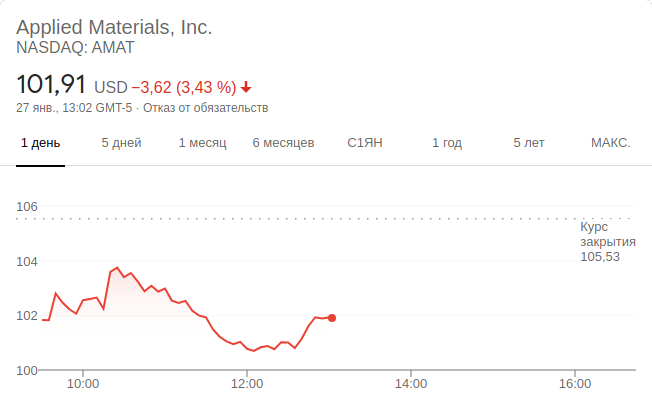 Applied Materials, Inc.
NASDAQ: AMAT
101,91 USD −3,62 (3,43 %)
27 янв., 13:02 GMT-5 · Отказ от обязательств
1 день 5 дней 1 месяц 6 месяцев С1ЯН 1 год 5 лет МАКС.
106
Курс
закрытия
105,53
104
102
100
10:00 12:00 14:00 16:00